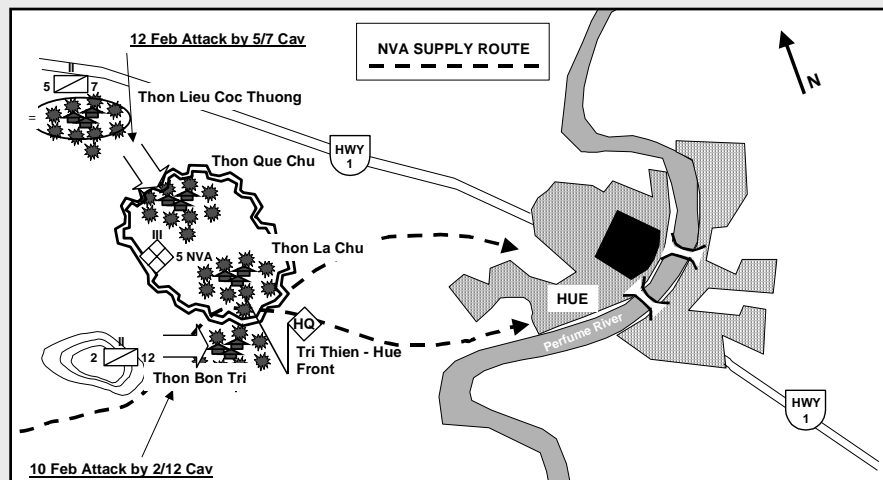 12 Feb Attack by 5/7 Cav
NVA SUPPLY ROUTE
N
II
5 7
Thon Lieu Coc Thuong
=
HWY
1
Thon Que Chu
III
5 NVA
Thon La Chu
HUE
HQ
Perfume River
II
2 12
Tri Thien - Hue
Front
Thon Bon Tri
HWY
1
10 Feb Attack by 2/12 Cav